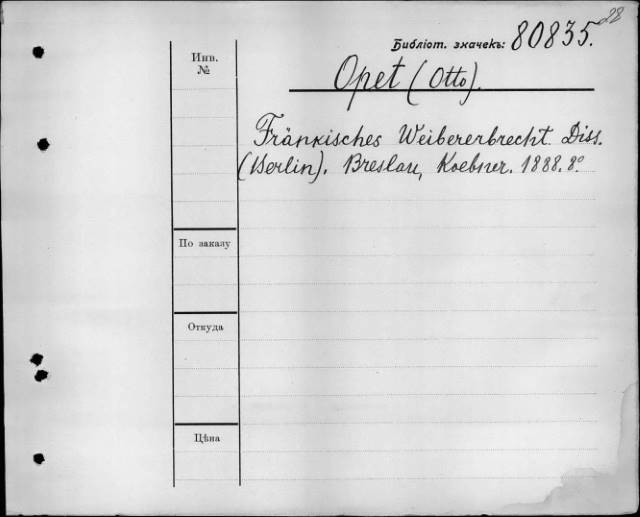 28
Библіот. значекъ: 80835.
Инв.
№
Opet (Otto).
Fränkisches Weibererbrecht. Diss.
(Berlin). Breslau, Koebner. 1888. 8º
По заказу
Откуда
Цѣна